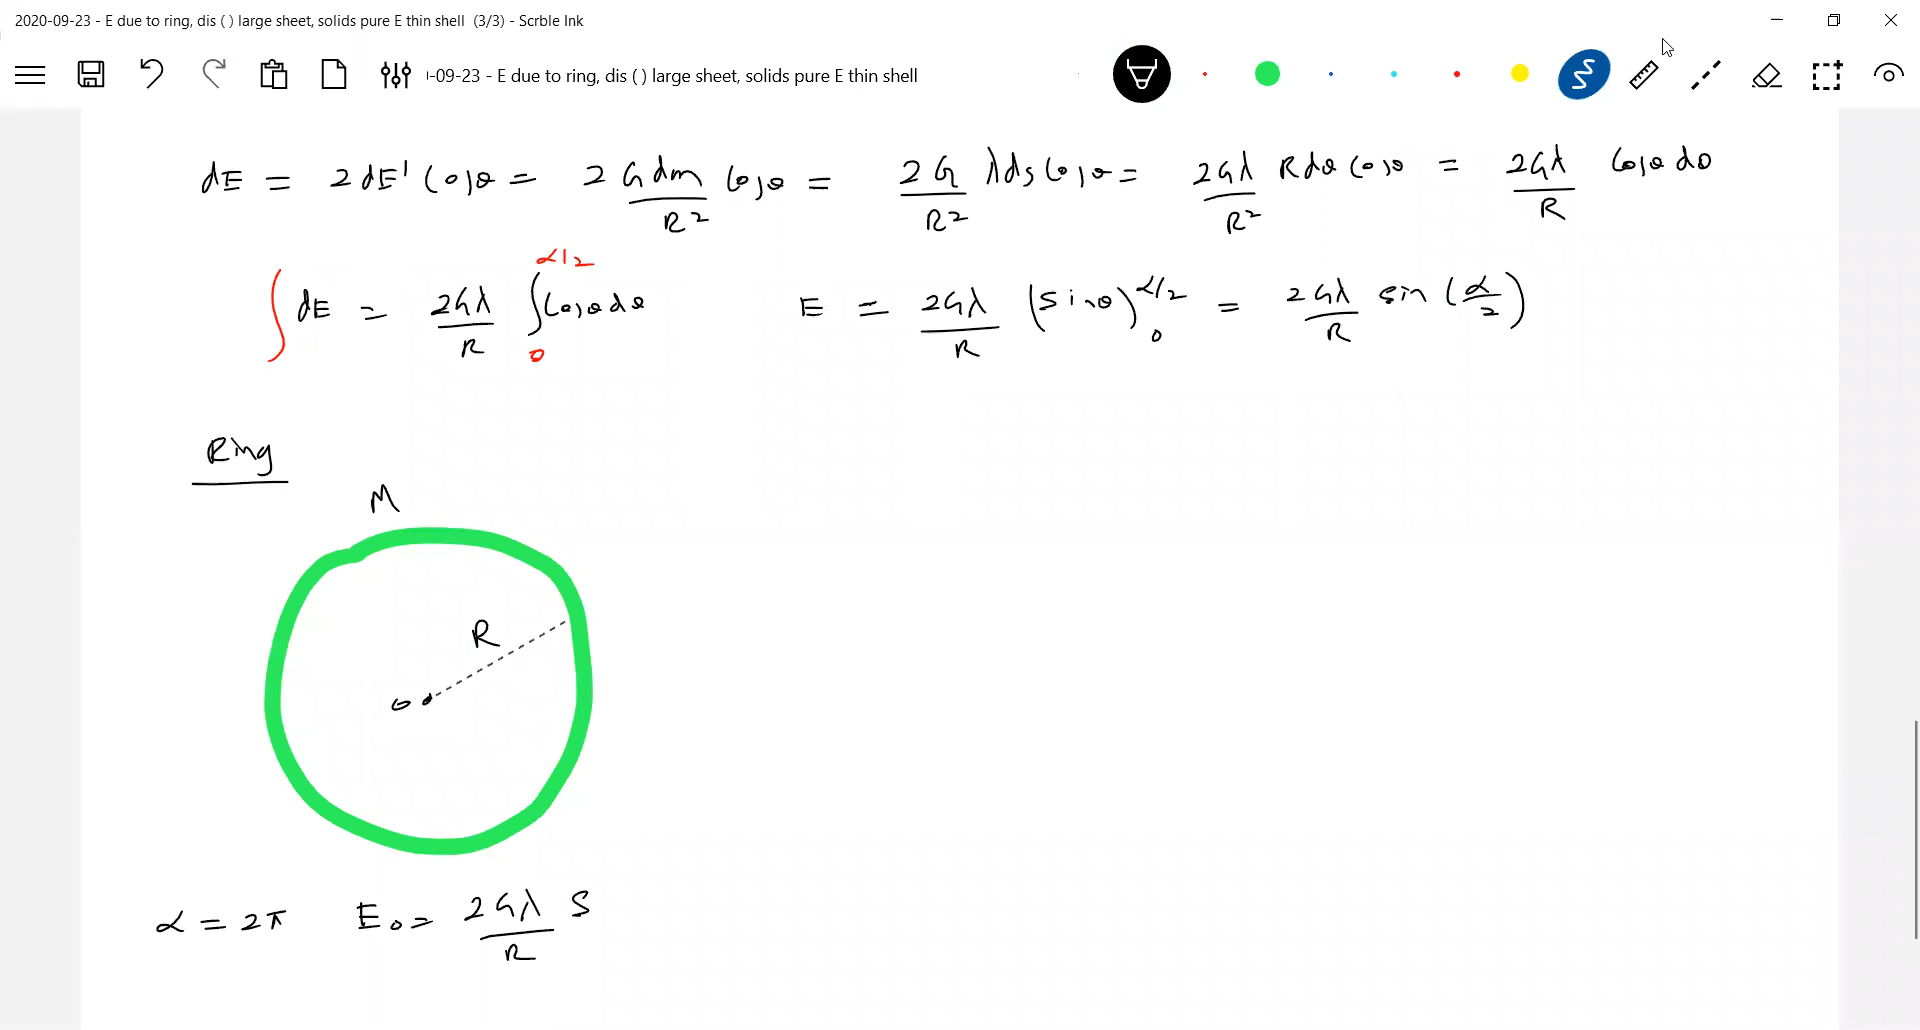 2020-09-23 - E due to ring, dis ( ) large sheet, solids pure E thin shell (3/3) - Scrble Ink
-09-23 - E due to ring, dis ( ) large sheet, solids pure E thin shell
dE = 2dE' Cosθ = 2 G dm/R² Cosθ = 2G/R² λds Cosθ = 2Gλ/R² Rdθ Cosθ = 2Gλ/R Cosθ dθ
∫ dE = 2Gλ/R ∫₀^(α/2) Cosθ dθ E = 2Gλ/R (Sinθ)₀^(α/2) = 2Gλ/R sin (α/2)
Ring
M
R
O
α = 2π E₀ = 2Gλ/R S